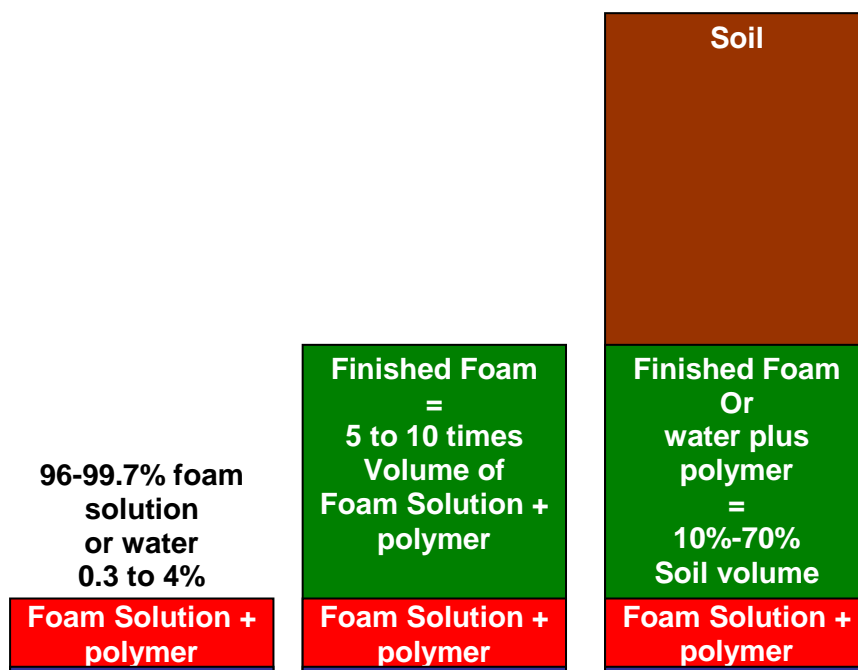 Soil
Finished Foam
=
5 to 10 times
Volume of
Foam Solution +
polymer
Finished Foam
Or
water plus
polymer
=
10%-70%
Soil volume
96-99.7% foam
solution
or water
0.3 to 4%
Foam Solution +
polymer
Foam Solution +
polymer
Foam Solution +
polymer